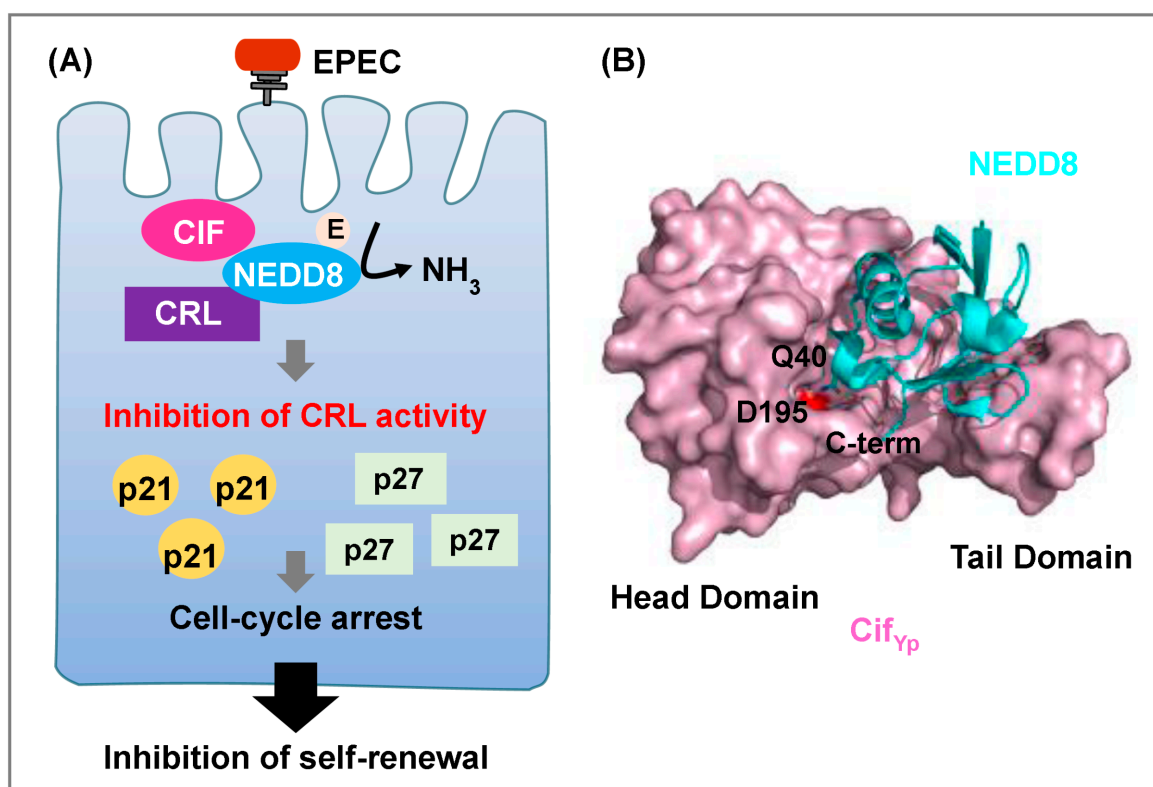 (A)
EPEC
CIF
E
NEDD8
NH3
CRL
Inhibition of CRL activity
p21
p21
p21
p27
p27
p27
Cell-cycle arrest
Inhibition of self-renewal
(B)
NEDD8
Q40
D195
C-term
Tail Domain
Head Domain
CifYp